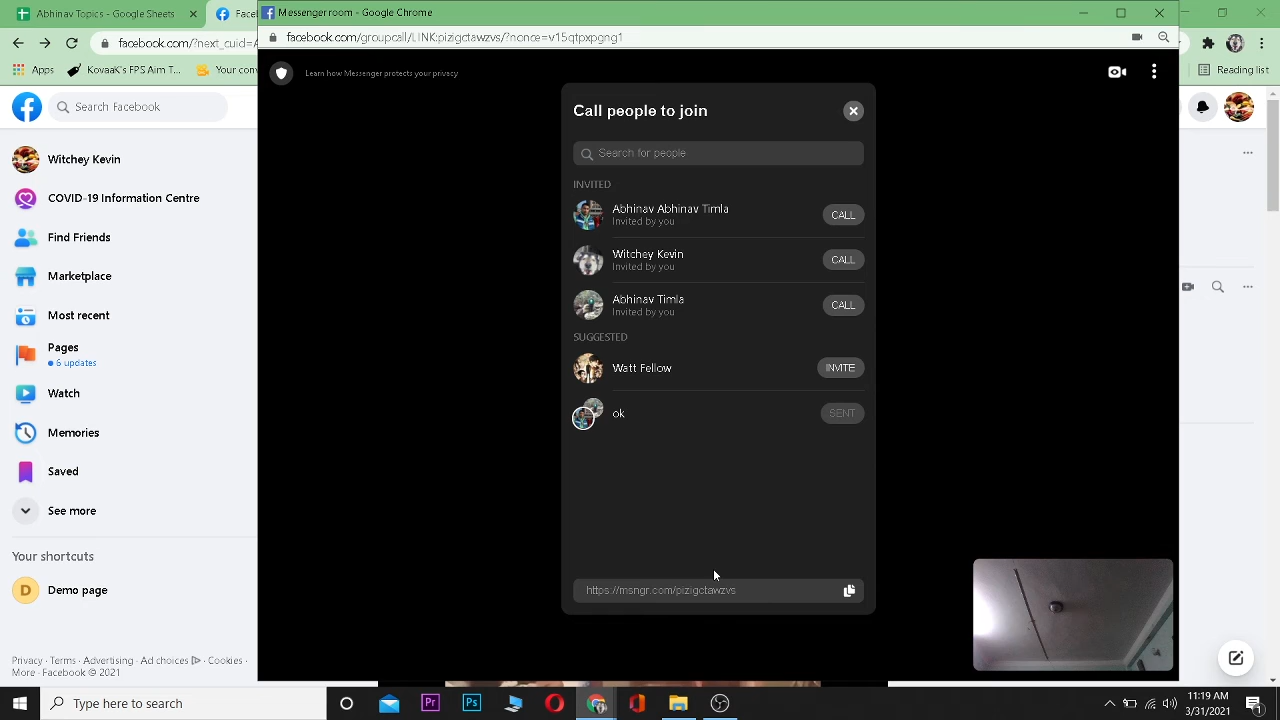 Abhinav Topics - Google Sheets
Messenger room - Google Chrome
facebook.com/groupcall/LINK:pizigctawzvs/?nonce=v15qtpxpgng1
Apps
Reading list
Learn how Messenger protects your privacy
Search Facebook
Witchey Kevin
COVID-19 Information Centre
Find Friends
Marketplace
Most recent
Pages
6 updates
Watch
Memories
Saved
See more
Your shortcuts
D
Demo page
Privacy · Terms · Advertising · Ad choices · Cookies ·
More · Facebook © 2021
Call people to join
Search for people
INVITED
Abhinav Abhinav Timla
Invited by you
CALL
Witchey Kevin
Invited by you
CALL
Abhinav Timla
Invited by you
CALL
SUGGESTED
Watt Fellow
INVITE
ok
SENT
https://msngr.com/pizigctawzvs
Type here to search
Pr
Ps
11:19 AM
3/31/2021